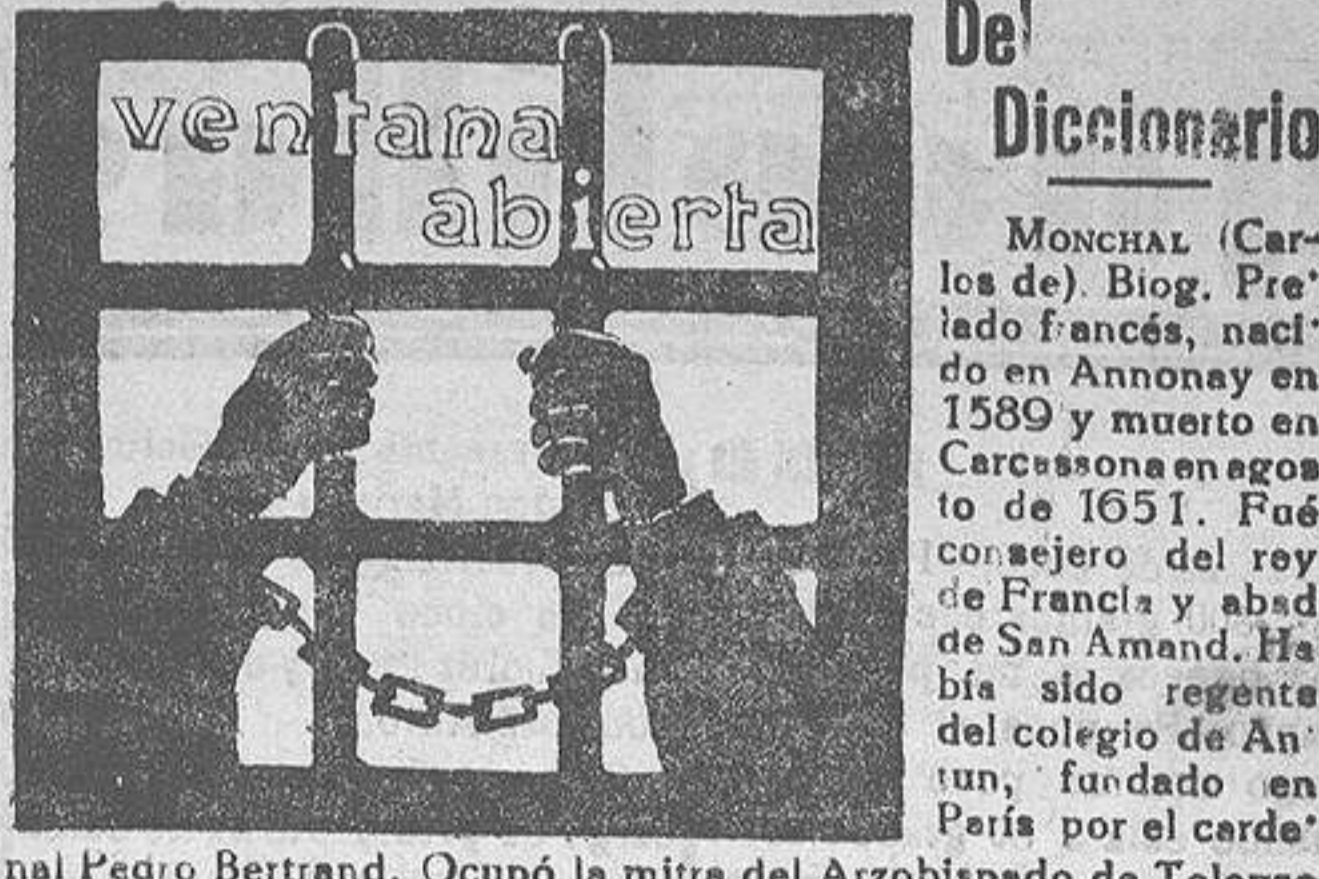 ventana
abierta
Del
Diccionario
MONCHAL (Car-
los de). Biog. Pre-
lado francés, naci-
do en Annonay en
1589 y muerto en
Carcassona en agos
to de 1651. Fué
consejero del rey
de Francia y abad
de San Amand. Ha
bía sido regente
del colegio de An-
tun, fundado en
París por el carde-
nal Pedro Bertrand. Ocupó la mitra del Arzobispado de